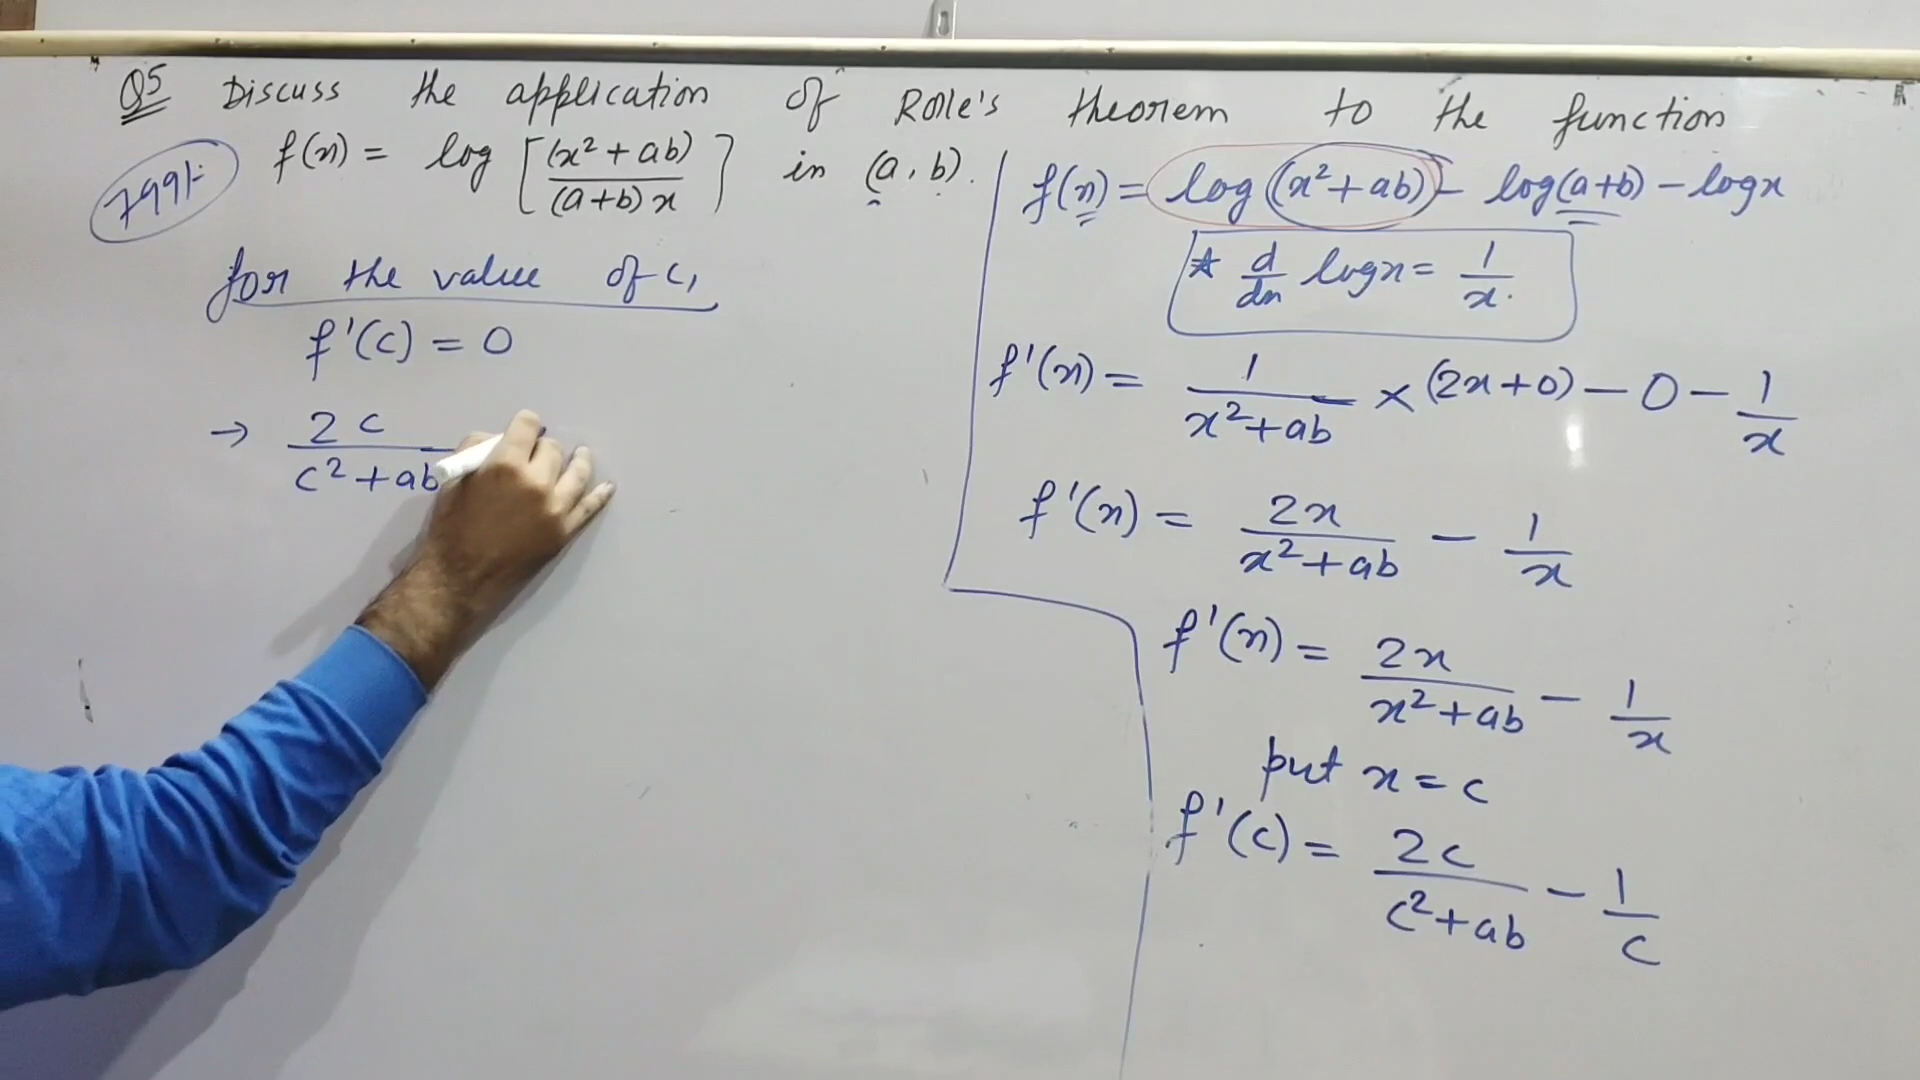 Q5 Discuss the application of Rolle's theorem to the function
f(x) = log [(x²+ab)/(a+b)x] in (a, b).
for the value of c,
f'(c) = 0
→ 2c/(c²+ab)
f(x) = log(x²+ab) - log(a+b) - logx
* d/dx logx = 1/x.
f'(x) = 1/(x²+ab) × (2x+0) - 0 - 1/x
f'(x) = 2x/(x²+ab) - 1/x
f'(x) = 2x/(x²+ab) - 1/x
put x = c
f'(c) = 2c/(c²+ab) - 1/c